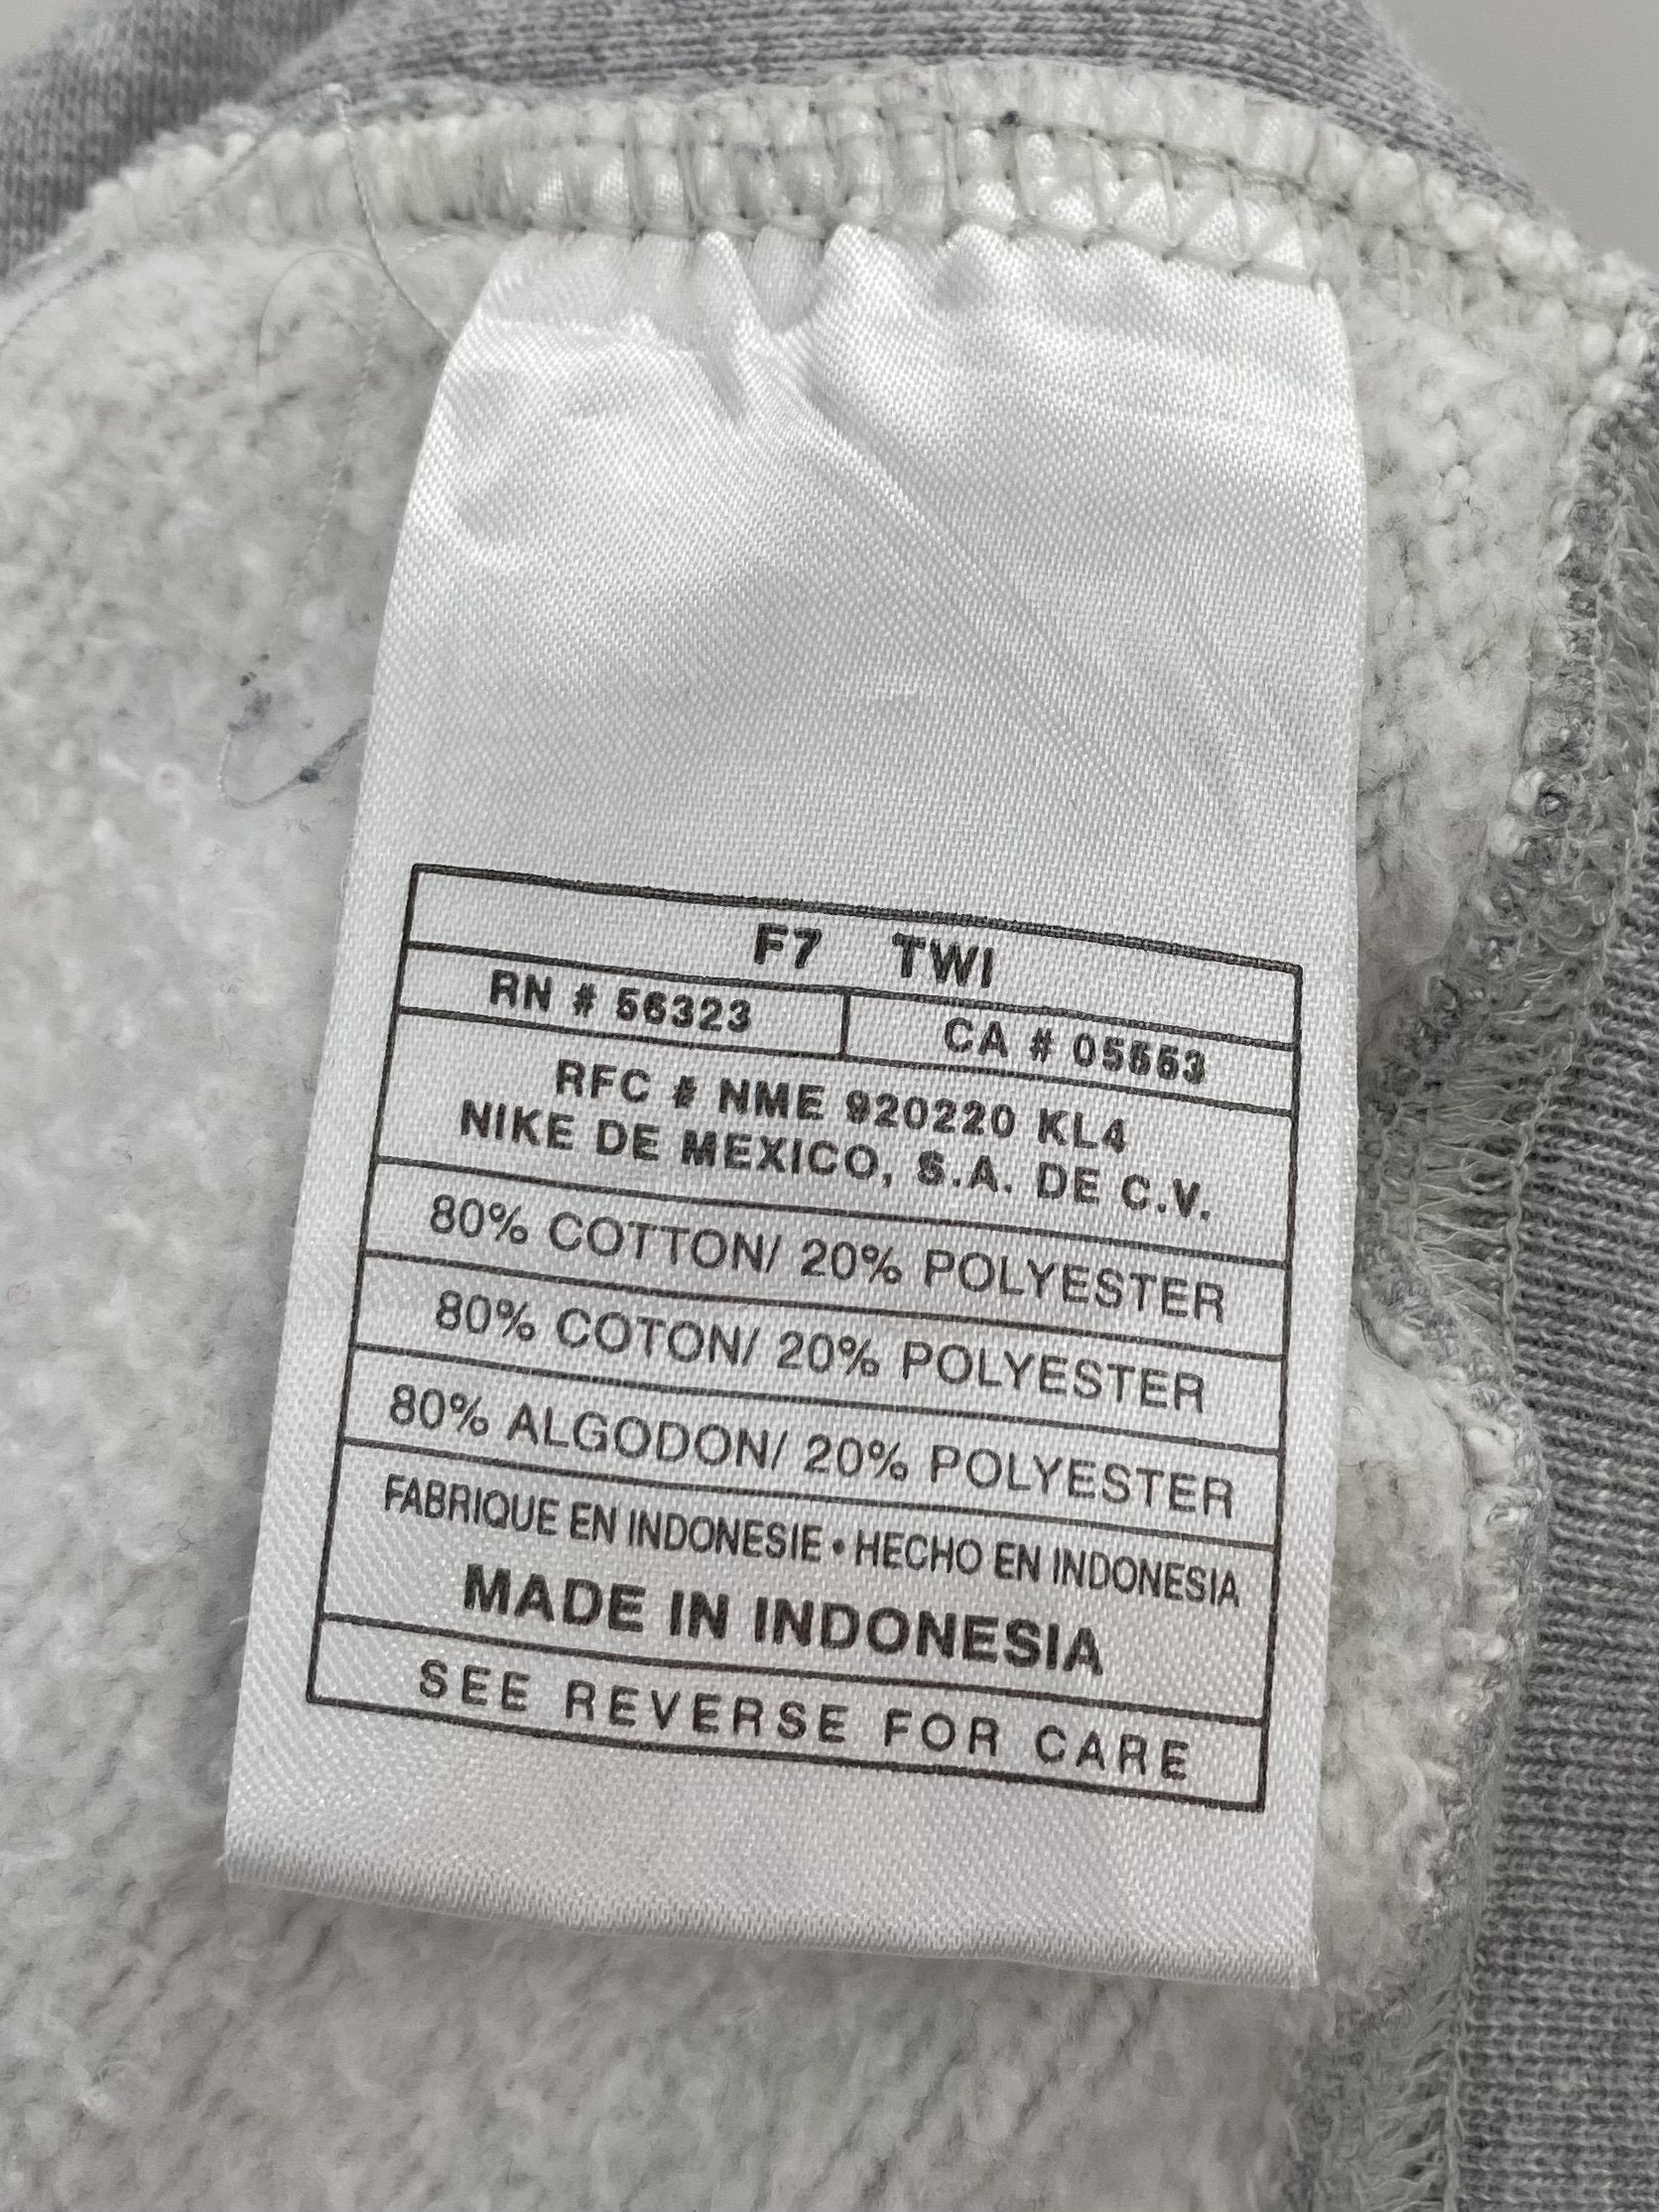 F7 TWI
RN # 56323
CA # 05553
RFC # NME 920220 KL4
NIKE DE MEXICO, S.A. DE C.V.
80% COTTON/ 20% POLYESTER
80% COTON/ 20% POLYESTER
80% ALGODON/ 20% POLYESTER
FABRIQUE EN INDONESIE • HECHO EN INDONESIA
MADE IN INDONESIA
SEE REVERSE FOR CARE